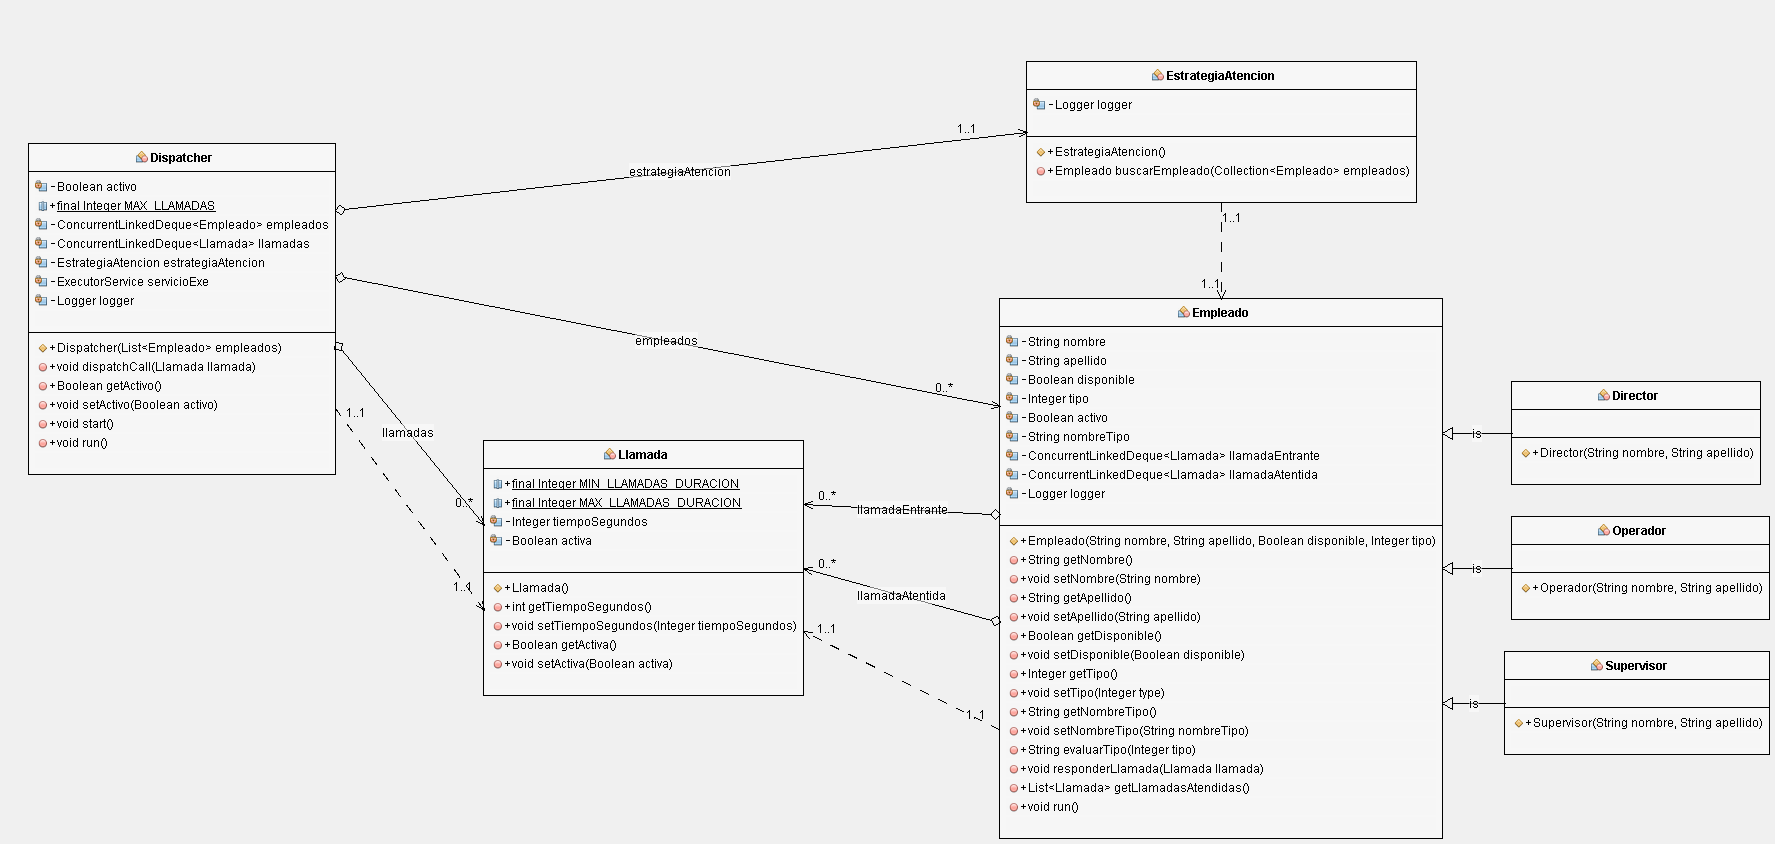 Dispatcher
-Boolean activo
+final Integer MAX_LLAMADAS
-ConcurrentLinkedDeque<Empleado> empleados
-ConcurrentLinkedDeque<Llamada> llamadas
-EstrategiaAtencion estrategiaAtencion
-ExecutorService servicioExe
-Logger logger
+Dispatcher(List<Empleado> empleados)
+void dispatchCall(Llamada llamada)
+Boolean getActivo()
+void setActivo(Boolean activo)
+void start()
+void run()
estrategiaAtencion
1..1
empleados
0..*
llamadas
0..*
1..1
1..1
EstrategiaAtencion
-Logger logger
+EstrategiaAtencion()
+Empleado buscarEmpleado(Collection<Empleado> empleados)
1..1
1..1
Llamada
+final Integer MIN_LLAMADAS_DURACION
+final Integer MAX_LLAMADAS_DURACION
-Integer tiempoSegundos
-Boolean activa
+Llamada()
+int getTiempoSegundos()
+void setTiempoSegundos(Integer tiempoSegundos)
+Boolean getActiva()
+void setActiva(Boolean activa)
0..*
llamadaEntrante
0..*
llamadaAtentida
1..1
1..1
Empleado
-String nombre
-String apellido
-Boolean disponible
-Integer tipo
-Boolean activo
-String nombreTipo
-ConcurrentLinkedDeque<Llamada> llamadaEntrante
-ConcurrentLinkedDeque<Llamada> llamadaAtentida
-Logger logger
+Empleado(String nombre, String apellido, Boolean disponible, Integer tipo)
+String getNombre()
+void setNombre(String nombre)
+String getApellido()
+void setApellido(String apellido)
+Boolean getDisponible()
+void setDisponible(Boolean disponible)
+Integer getTipo()
+void setTipo(Integer type)
+String getNombreTipo()
+void setNombreTipo(String nombreTipo)
+String evaluarTipo(Integer tipo)
+void responderLlamada(Llamada llamada)
+List<Llamada> getLlamadasAtendidas()
+void run()
is
Director
+Director(String nombre, String apellido)
is
Operador
+Operador(String nombre, String apellido)
is
Supervisor
+Supervisor(String nombre, String apellido)